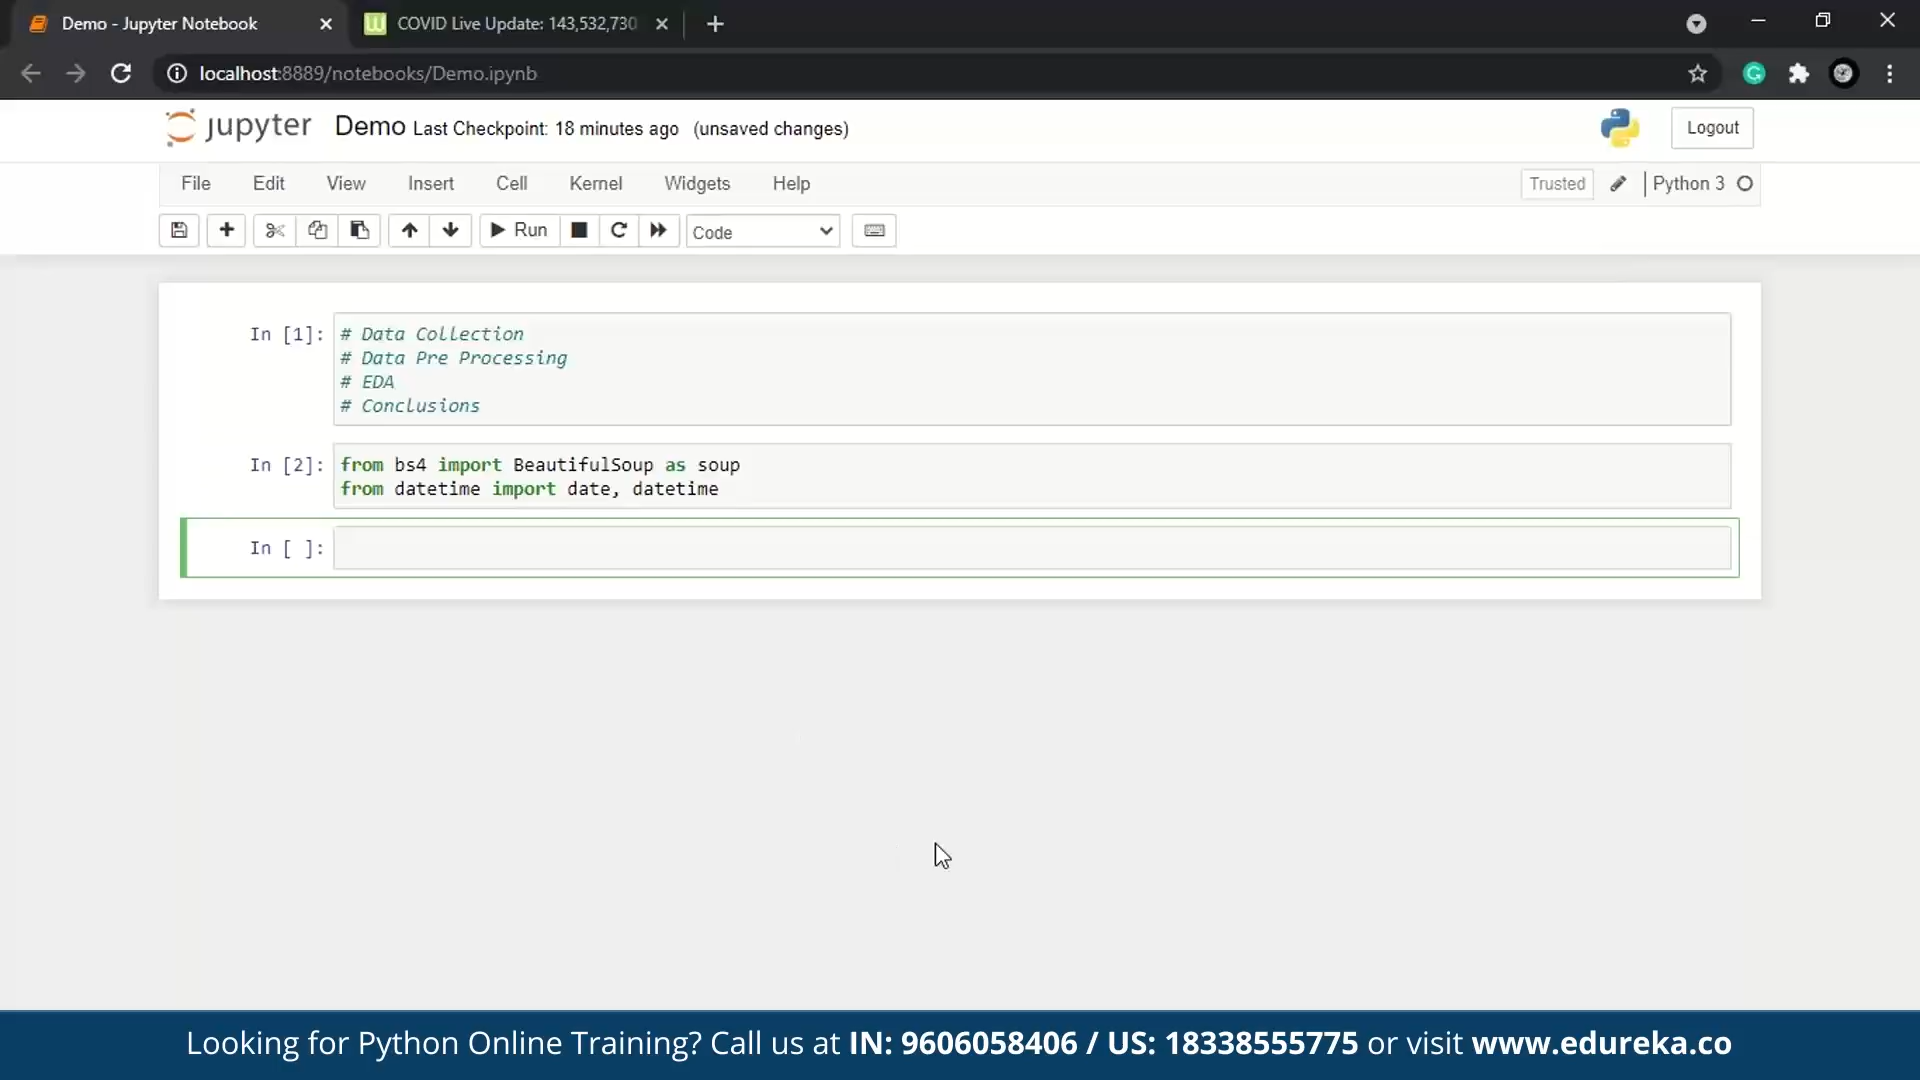 Demo - Jupyter Notebook
COVID Live Update: 143,532,730
localhost:8889/notebooks/Demo.ipynb
jupyter Demo Last Checkpoint: 18 minutes ago (unsaved changes)
Logout
File Edit View Insert Cell Kernel Widgets Help
Trusted
Python 3
Run
Code
In [1]: # Data Collection
# Data Pre Processing
# EDA
# Conclusions
In [2]: from bs4 import BeautifulSoup as soup
from datetime import date, datetime
In [ ]:
Looking for Python Online Training? Call us at IN: 9606058406 / US: 18338555775 or visit www.edureka.co